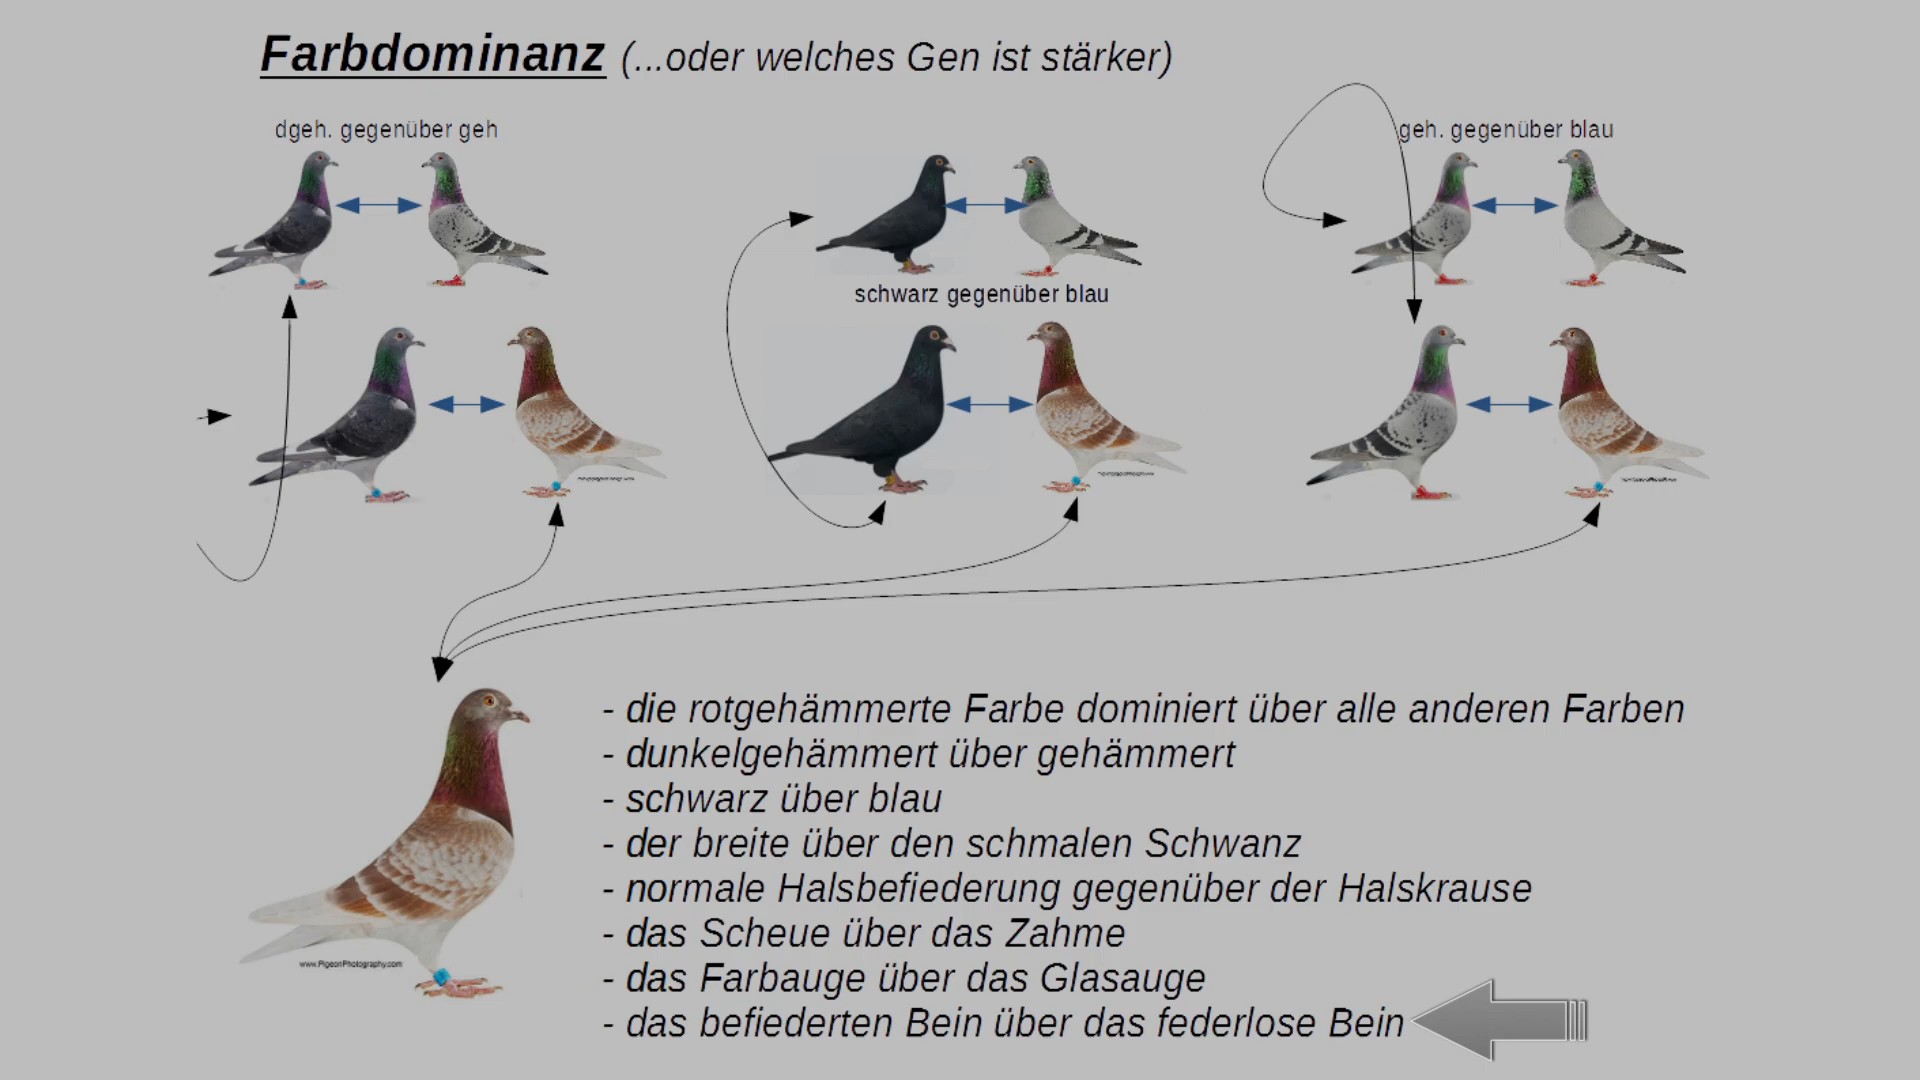 Farbdominanz (...oder welches Gen ist stärker)
dgeh. gegenüber geh
geh. gegenüber blau
schwarz gegenüber blau
- die rotgehämmerte Farbe dominiert über alle anderen Farben
- dunkelgehämmert über gehämmert
- schwarz über blau
- der breite über den schmalen Schwanz
- normale Halsbefiederung gegenüber der Halskrause
- das Scheue über das Zahme
- das Farbauge über das Glasauge
- das befiederten Bein über das federlose Bein
www.PigeonPhotography.com